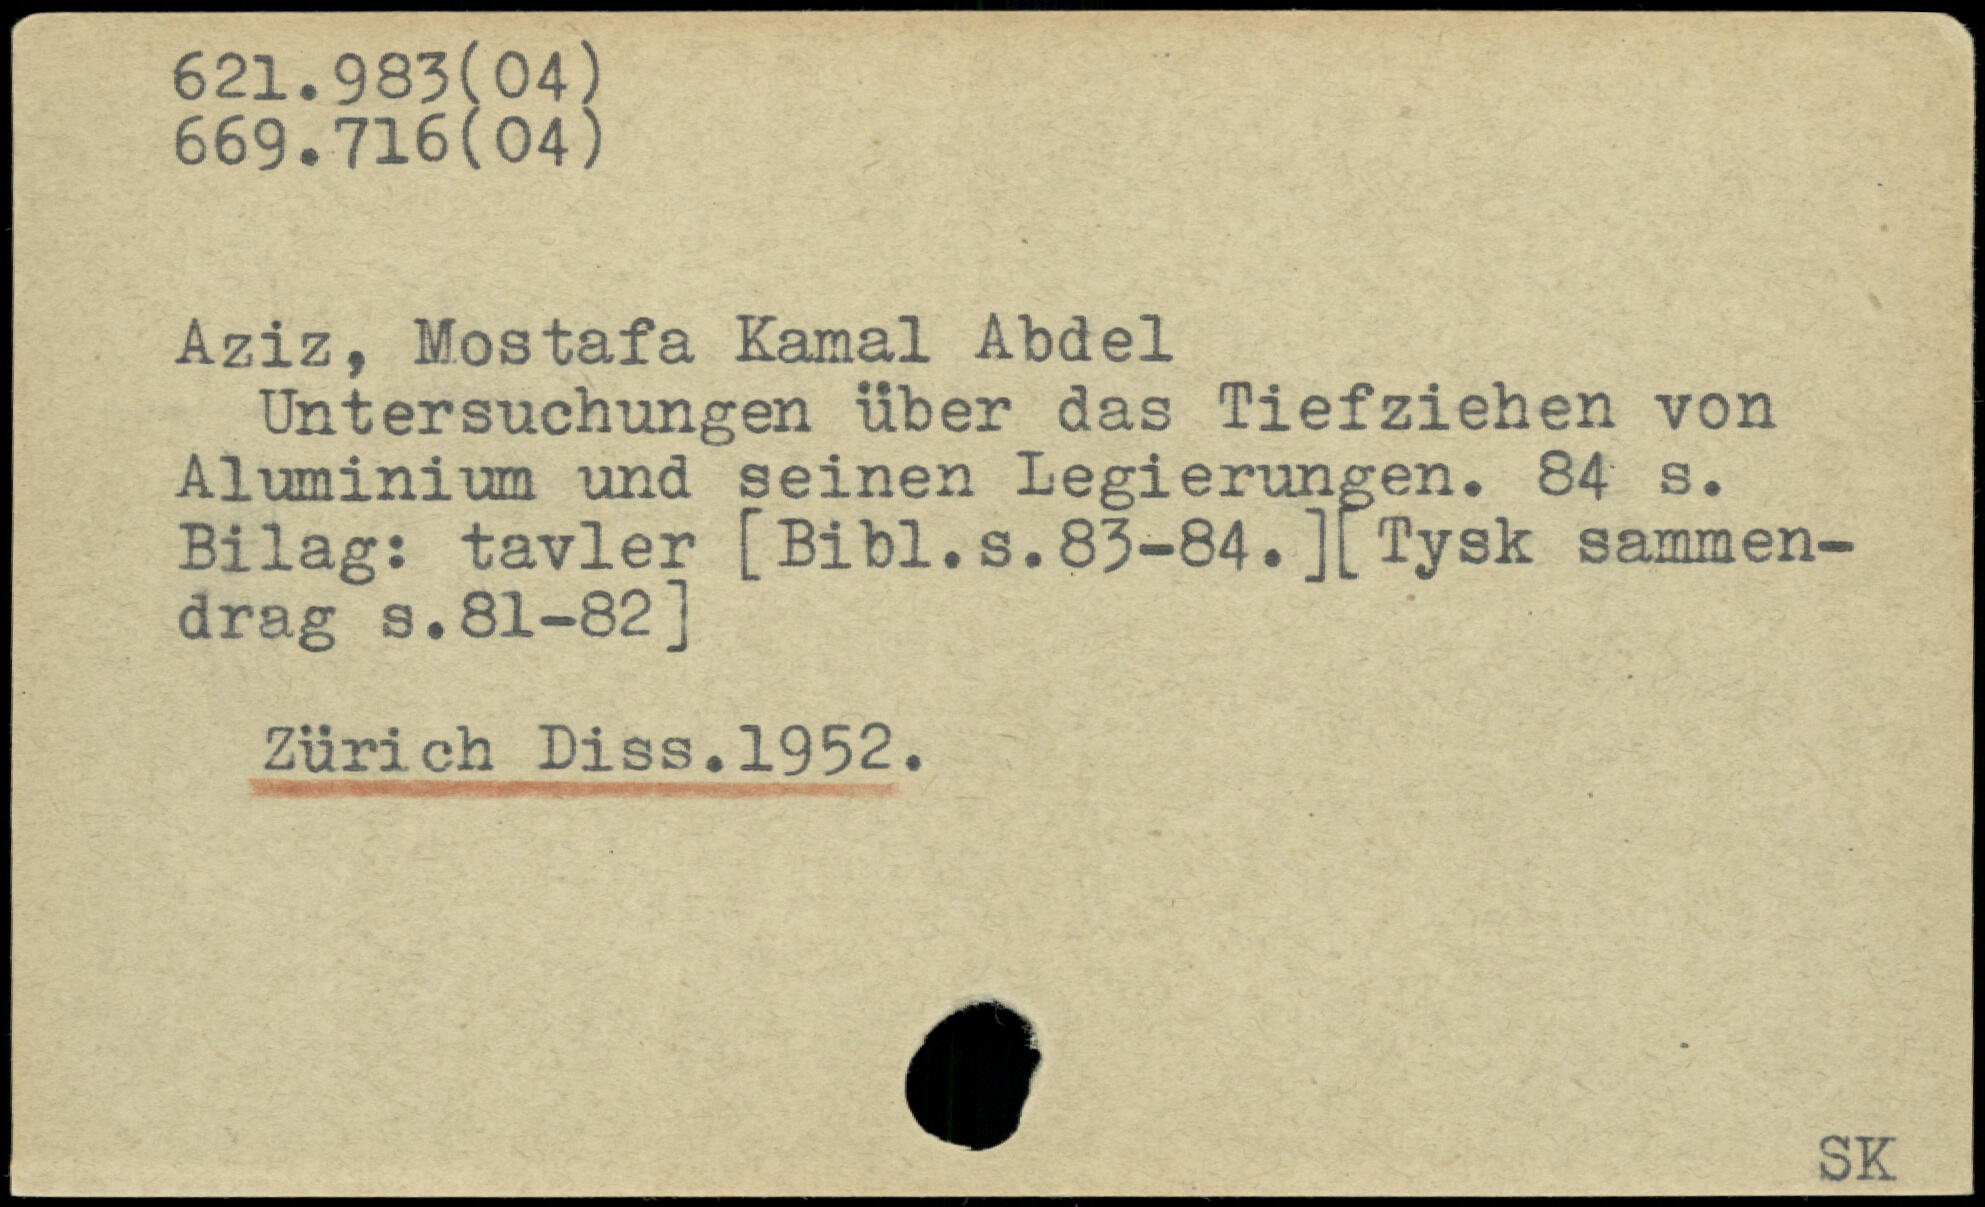 621.983(04)
669.716(04)
Aziz, Mostafa Kamal Abdel
Untersuchungen über das Tiefziehen von
Aluminium und seinen Legierungen. 84 s.
Bilag: tavler [Bibl.s.83-84.][Tysk sammen-
drag s.81-82]
Zürich Diss.1952.
SK